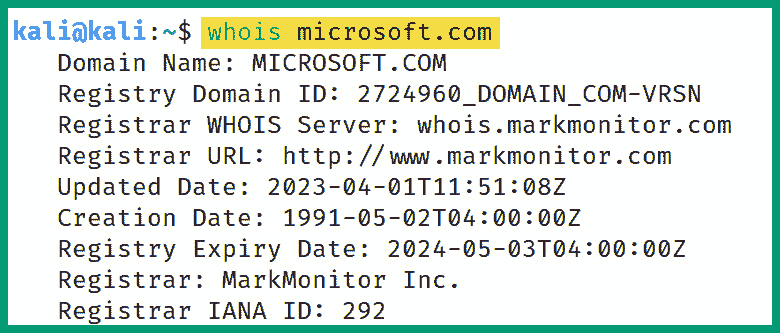 kali@kali:~$ whois microsoft.com
Domain Name: MICROSOFT.COM
Registry Domain ID: 2724960_DOMAIN_COM-VRSN
Registrar WHOIS Server: whois.markmonitor.com
Registrar URL: http://www.markmonitor.com
Updated Date: 2023-04-01T11:51:08Z
Creation Date: 1991-05-02T04:00:00Z
Registry Expiry Date: 2024-05-03T04:00:00Z
Registrar: MarkMonitor Inc.
Registrar IANA ID: 292